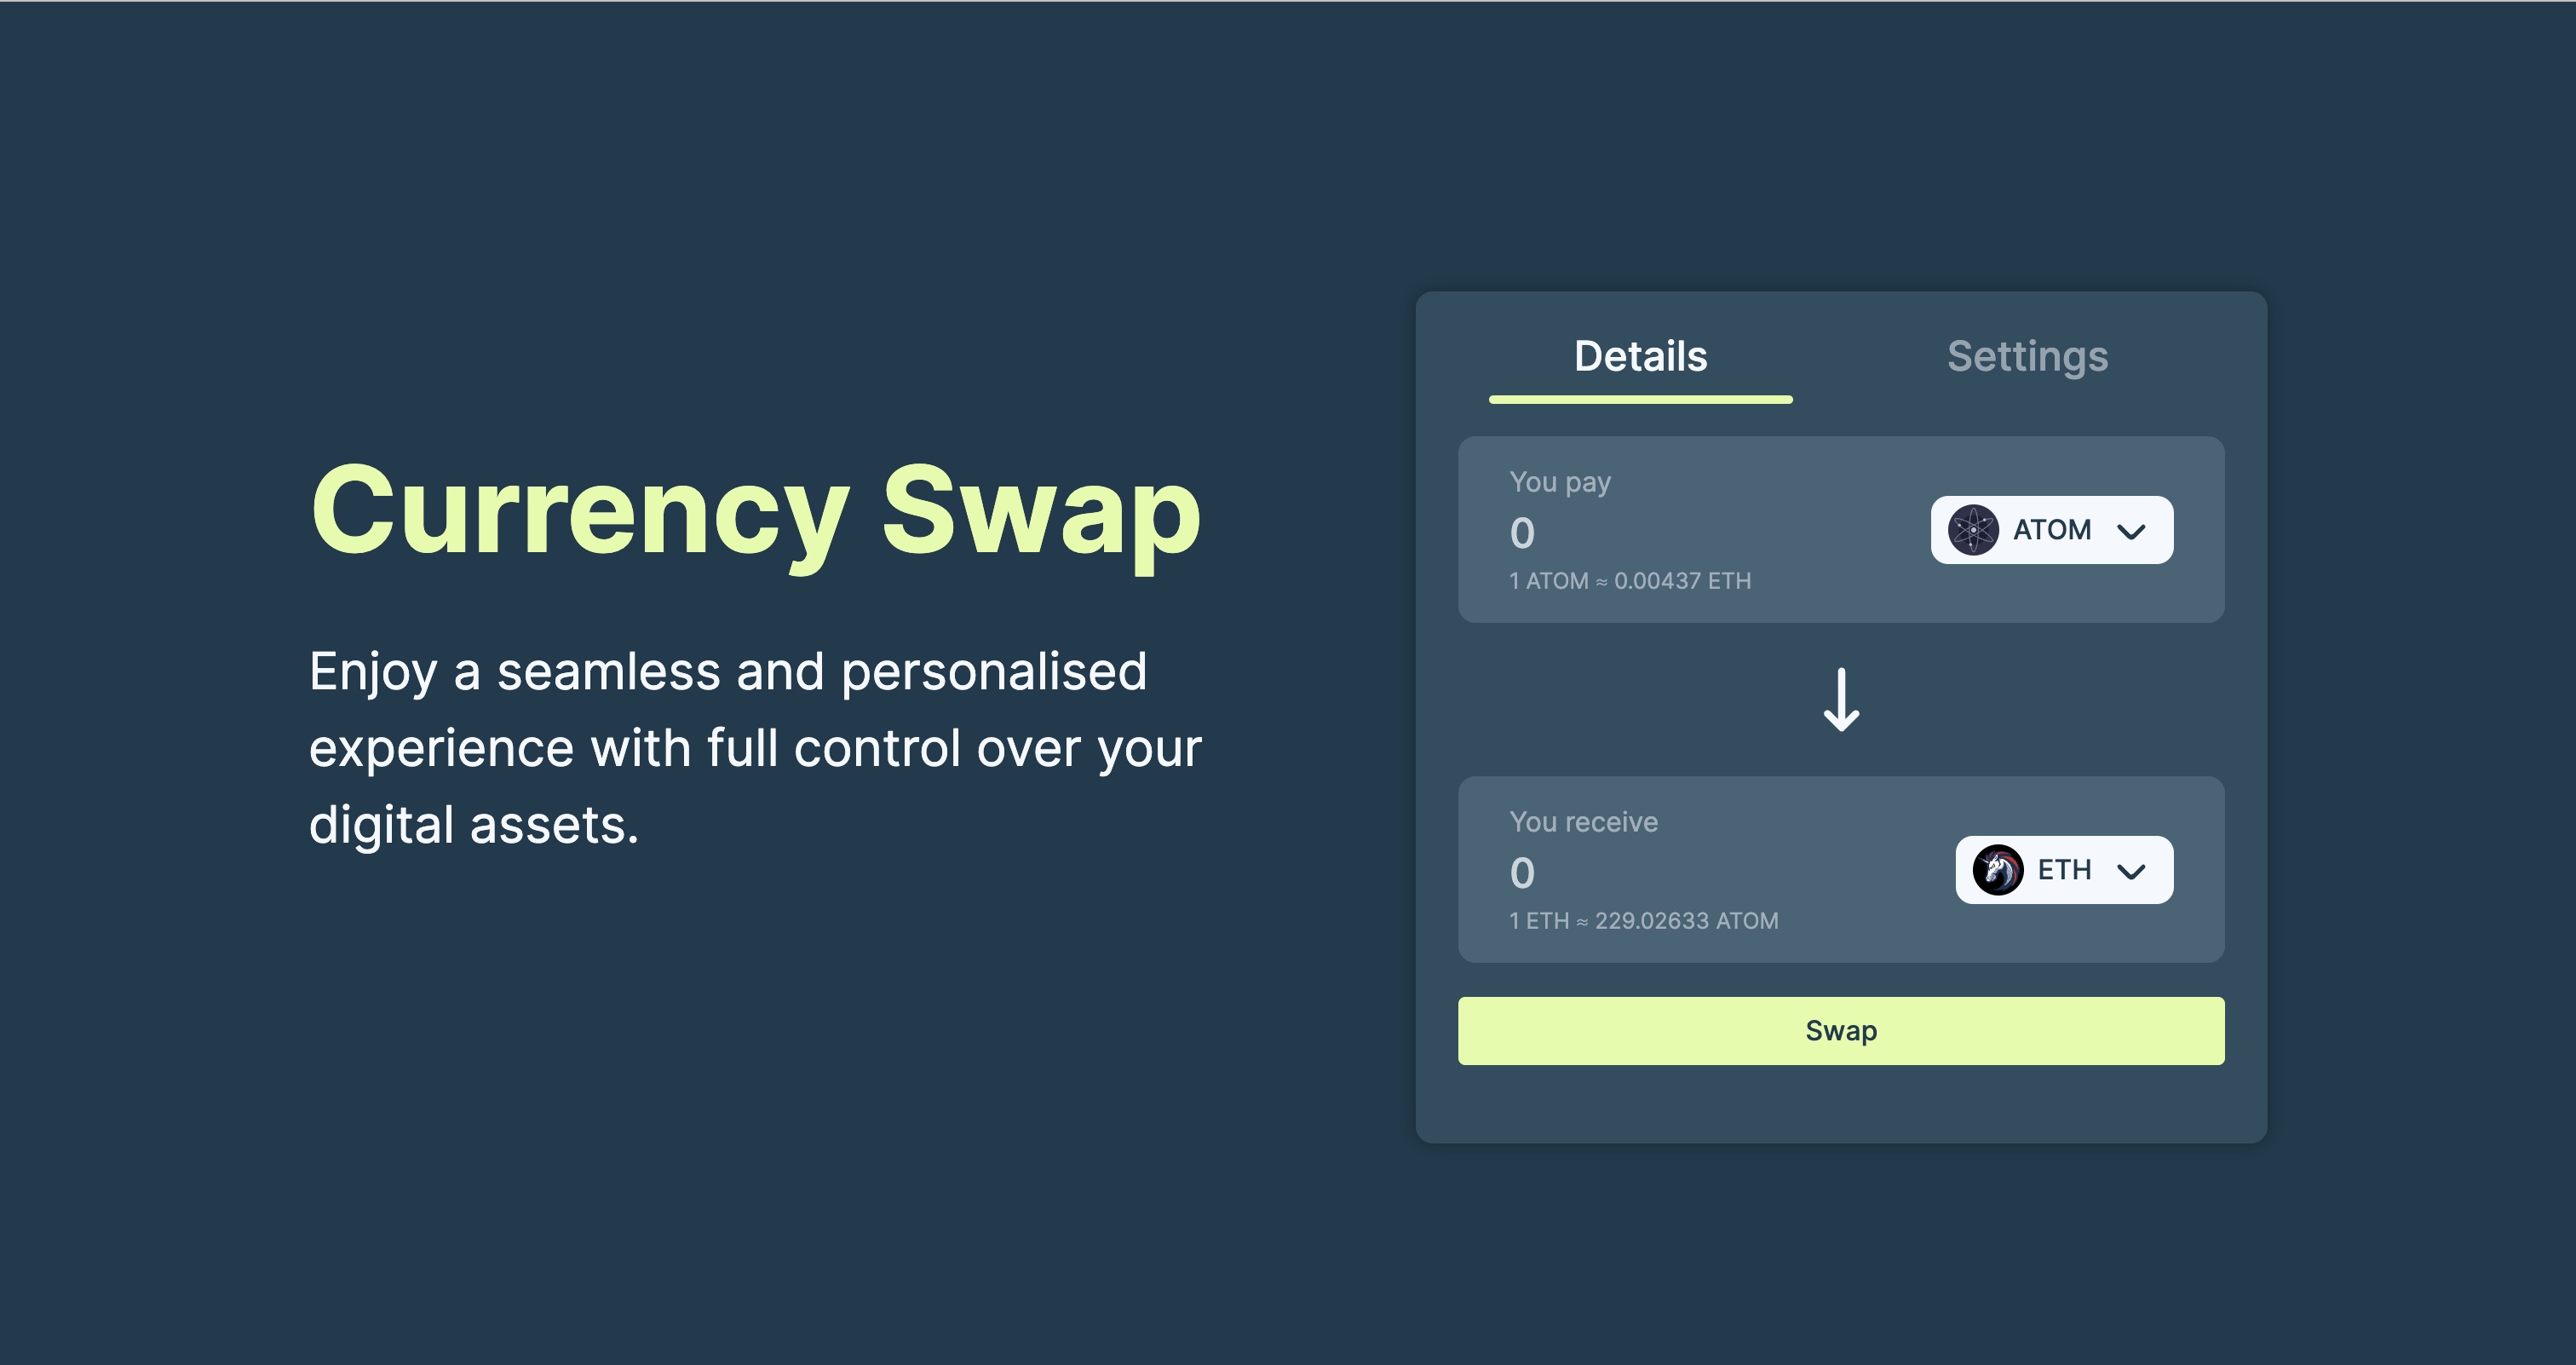 Currency Swap
Enjoy a seamless and personalised
experience with full control over your
digital assets.
Details
Settings
You pay
0
1 ATOM ≈ 0.00437 ETH
ATOM
You receive
0
1 ETH ≈ 229.02633 ATOM
ETH
Swap